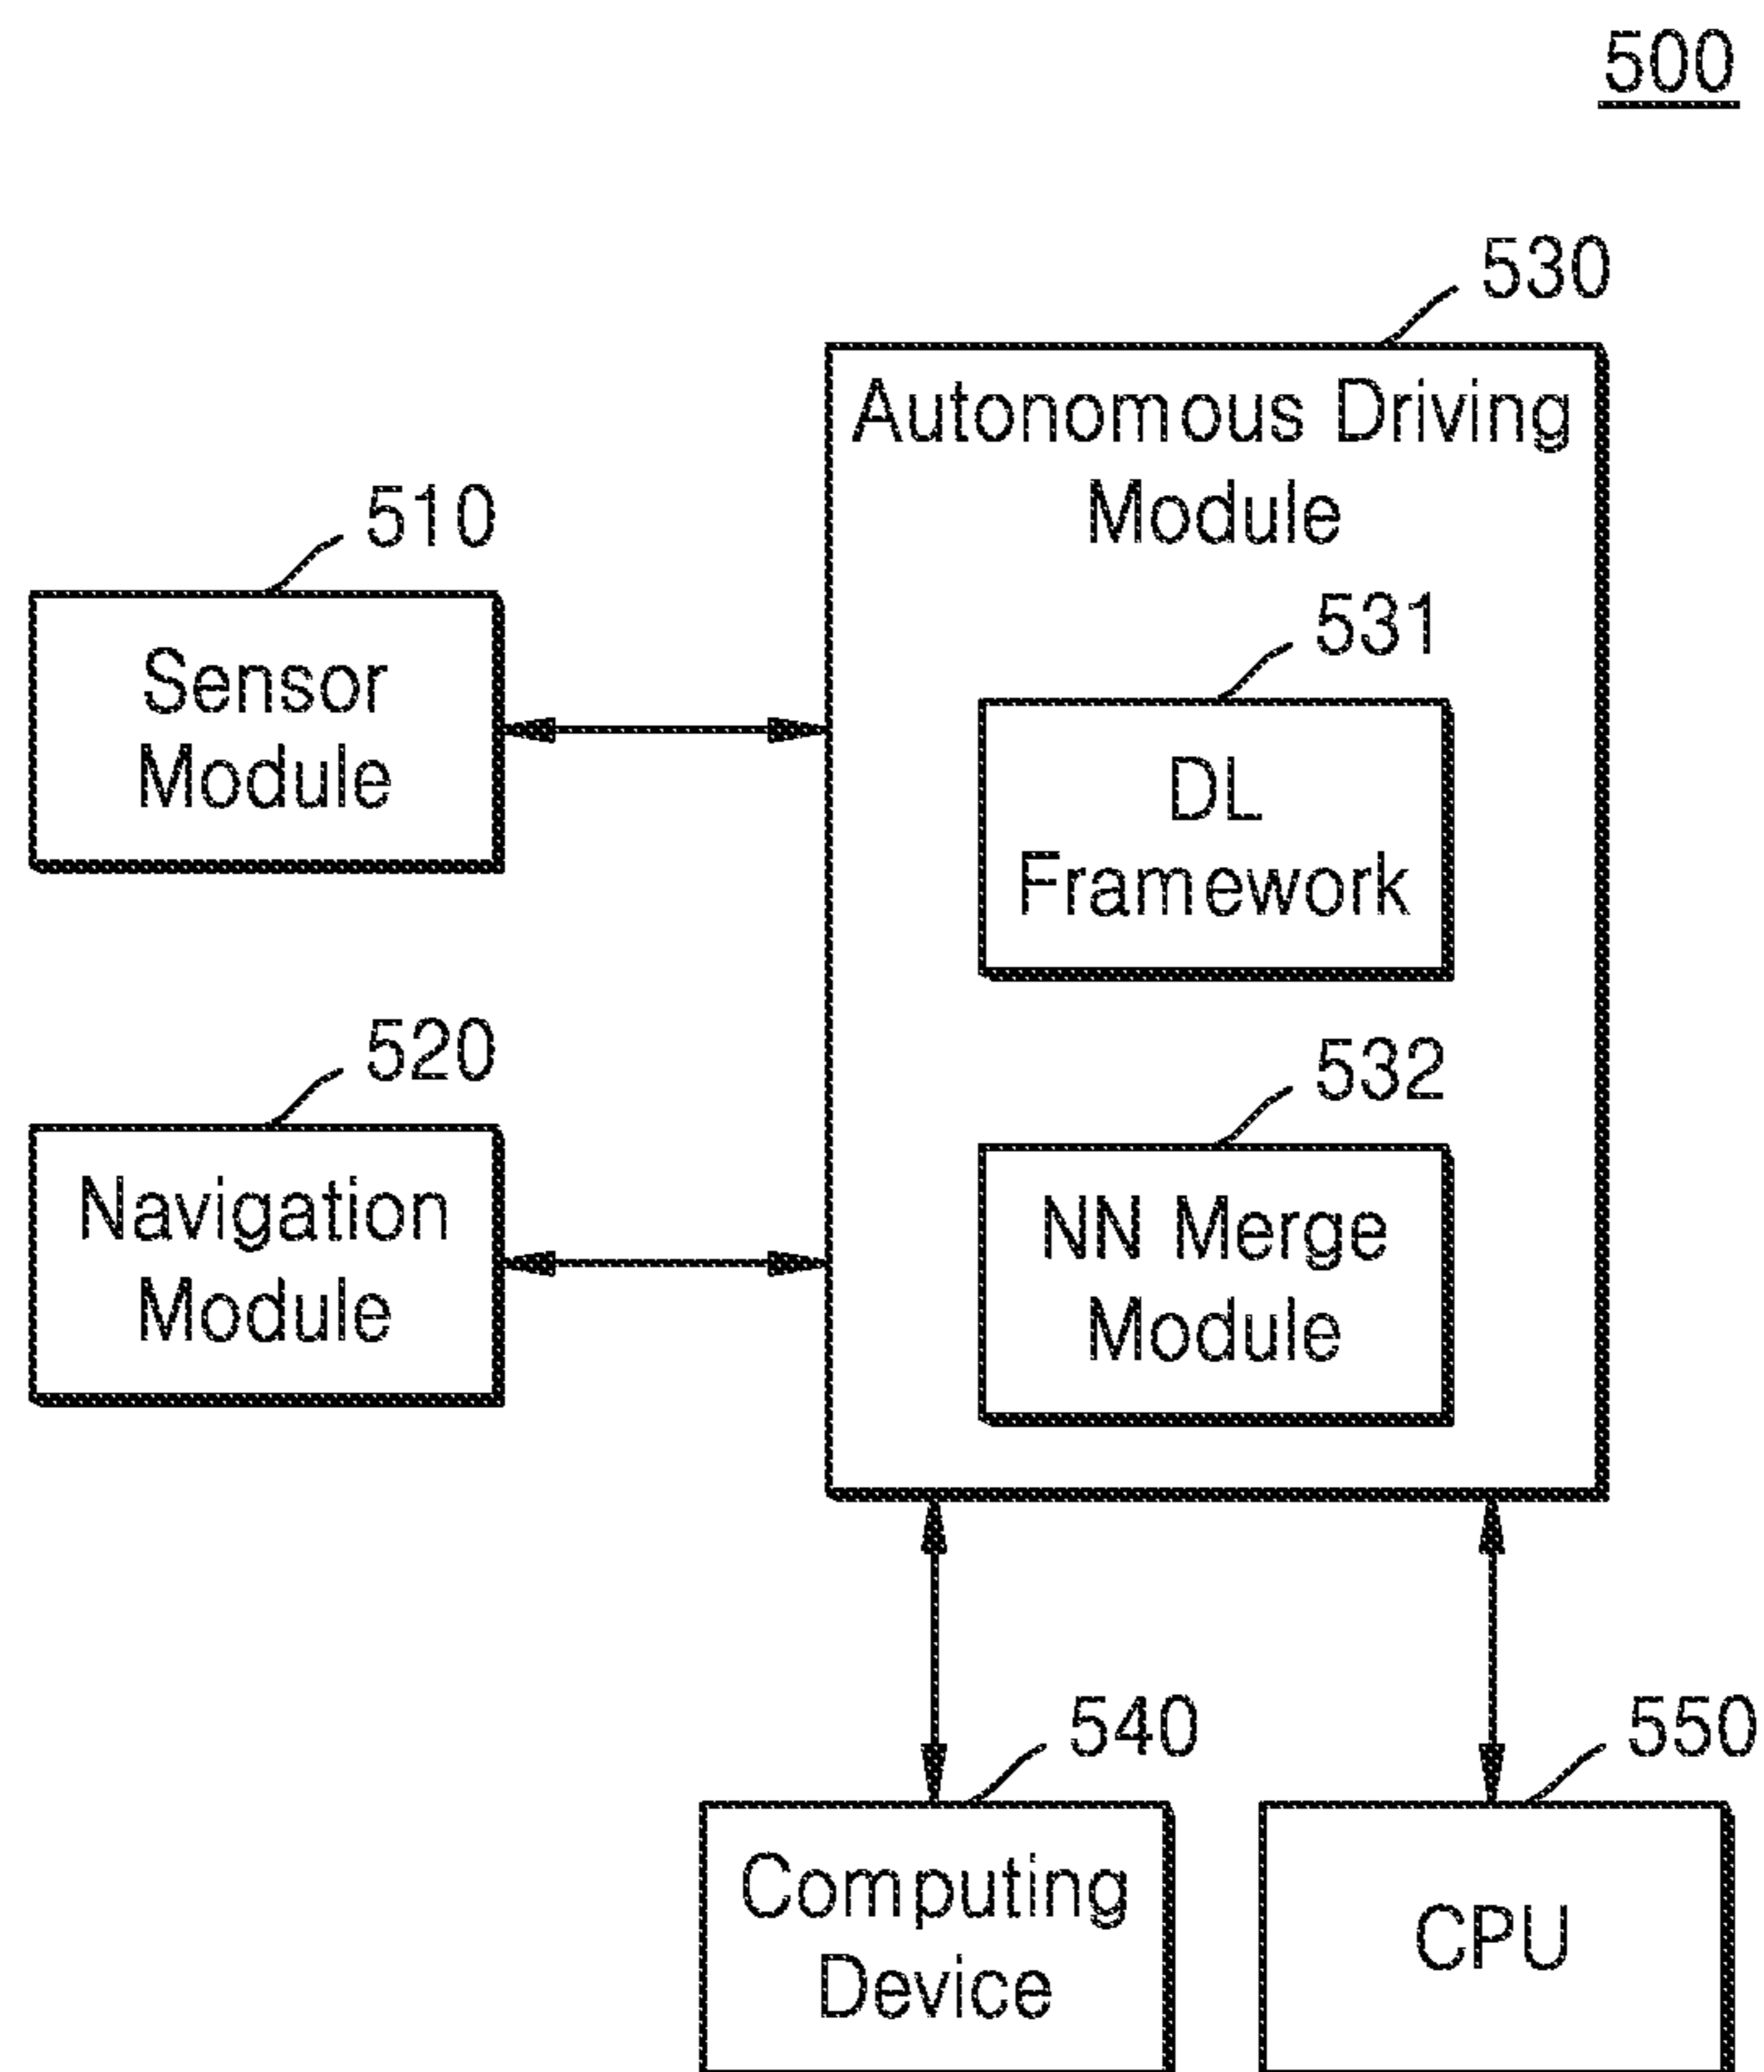 500
530
Autonomous Driving
Module
510
Sensor
Module
531
DL
Framework
520
Navigation
Module
532
NN Merge
Module
540
Computing
Device
550
CPU